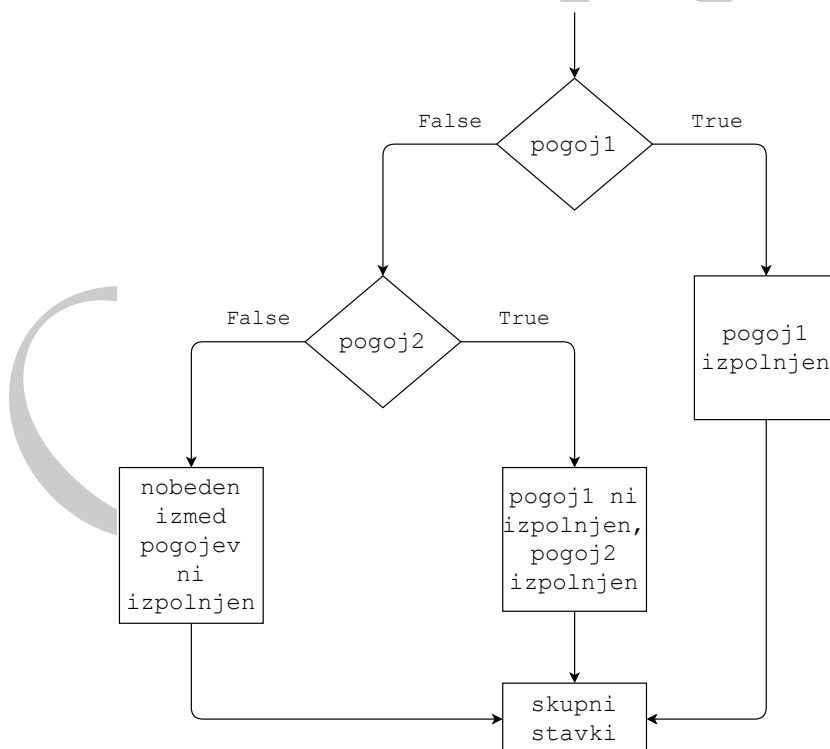 False
True
pogoj1
False
True
pogoj2
pogoj1
izpolnjen
nobeden
izmed
pogojev
ni
izpolnjen
pogoj1 ni
izpolnjen,
pogoj2
izpolnjen
skupni
stavki